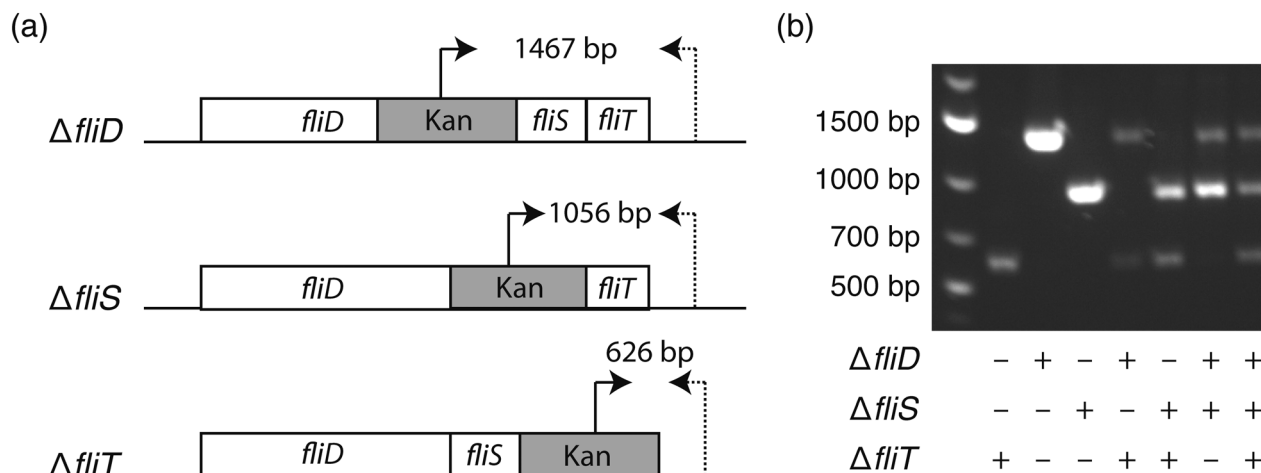 (a)
1467 bp
ΔfliD
fliD
Kan
fliS
fliT
1056 bp
ΔfliS
fliD
Kan
fliT
626 bp
ΔfliT
fliD
fliS
Kan
(b)
1500 bp
1000 bp
700 bp
500 bp
ΔfliD – + – + – + +
ΔfliS – – + – + + +
ΔfliT + – – + + – +